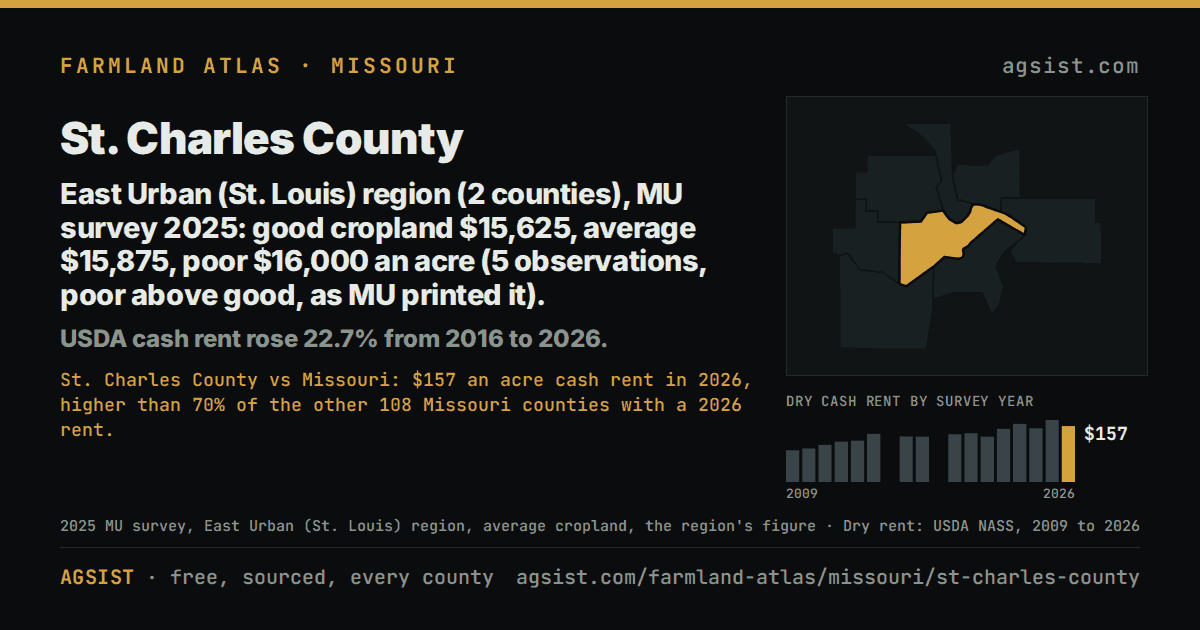 FARMLAND ATLAS · MISSOURI
agsist.com
St. Charles County
East Urban (St. Louis) region (2 counties), MU
survey 2025: good cropland $15,625, average
$15,875, poor $16,000 an acre (5 observations,
poor above good, as MU printed it).
USDA cash rent rose 22.7% from 2016 to 2026.
St. Charles County vs Missouri: $157 an acre cash rent in 2026,
higher than 70% of the other 108 Missouri counties with a 2026
rent.
DRY CASH RENT BY SURVEY YEAR
$157
2009 2026
2025 MU survey, East Urban (St. Louis) region, average cropland, the region's figure · Dry rent: USDA NASS, 2009 to 2026
AGSIST · free, sourced, every county agsist.com/farmland-atlas/missouri/st-charles-county